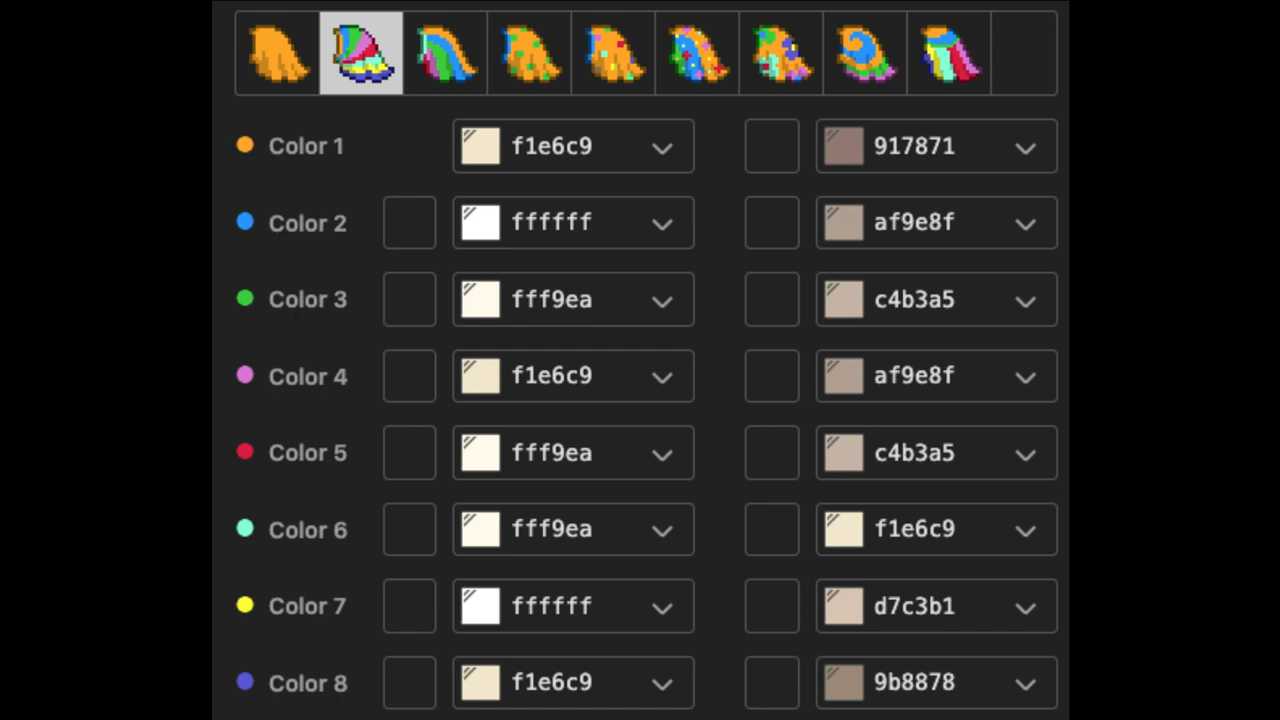 Color 1 f1e6c9 917871
Color 2 ffffff af9e8f
Color 3 fff9ea c4b3a5
Color 4 f1e6c9 af9e8f
Color 5 fff9ea c4b3a5
Color 6 fff9ea f1e6c9
Color 7 ffffff d7c3b1
Color 8 f1e6c9 9b8878